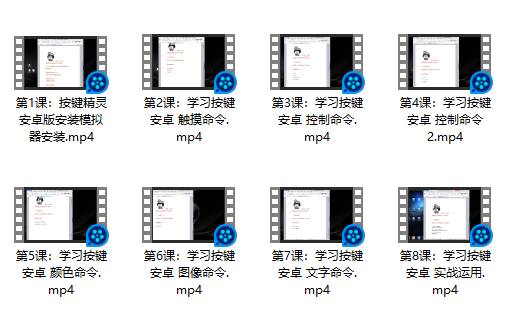 第1课：按键精灵
安卓版安装模拟
器安装.mp4
第2课：学习按键
安卓 触摸命令.
mp4
第3课：学习按键
安卓 控制命令.
mp4
第4课：学习按键
安卓 控制命令
2.mp4
第5课：学习按键
安卓 颜色命令.
mp4
第6课：学习按键
安卓 图像命令.
mp4
第7课：学习按键
安卓 文字命令.
mp4
第8课：学习按键
安卓 实战运用.
mp4